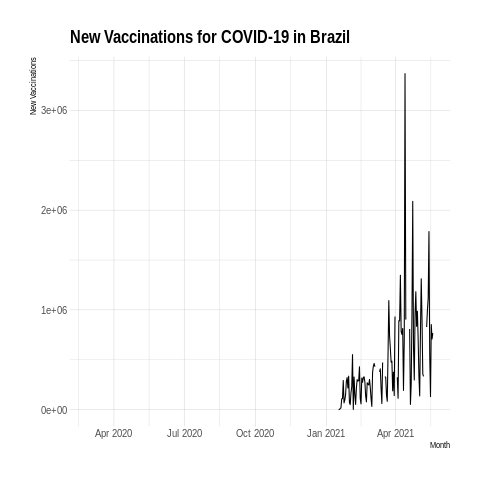 New Vaccinations for COVID-19 in Brazil
New Vaccinations
3e+06
2e+06
1e+06
0e+00
Apr 2020 Jul 2020 Oct 2020 Jan 2021 Apr 2021
Month